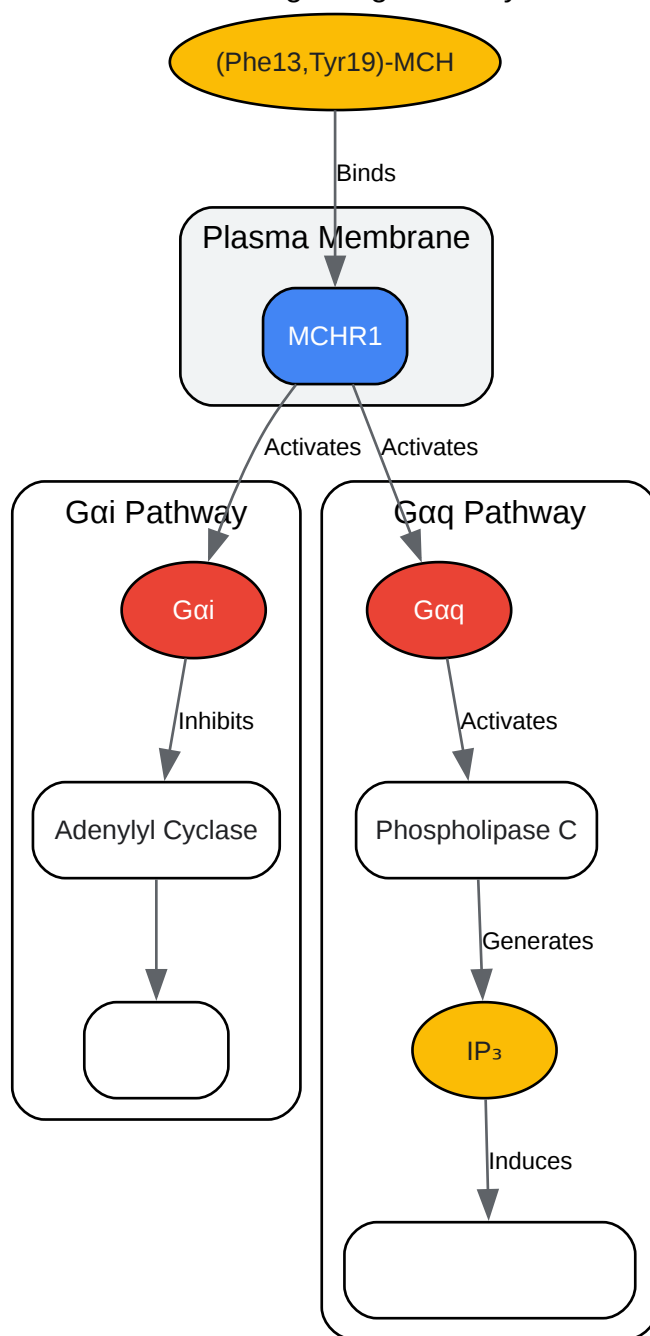 (Phe13,Tyr19)-MCH
Binds
Plasma Membrane
MCHR1
Activates
Activates
Gαi Pathway
Gαq Pathway
Gαi
Gαq
Inhibits
Activates
Adenylyl Cyclase
Phospholipase C
Generates
IP₃
Induces